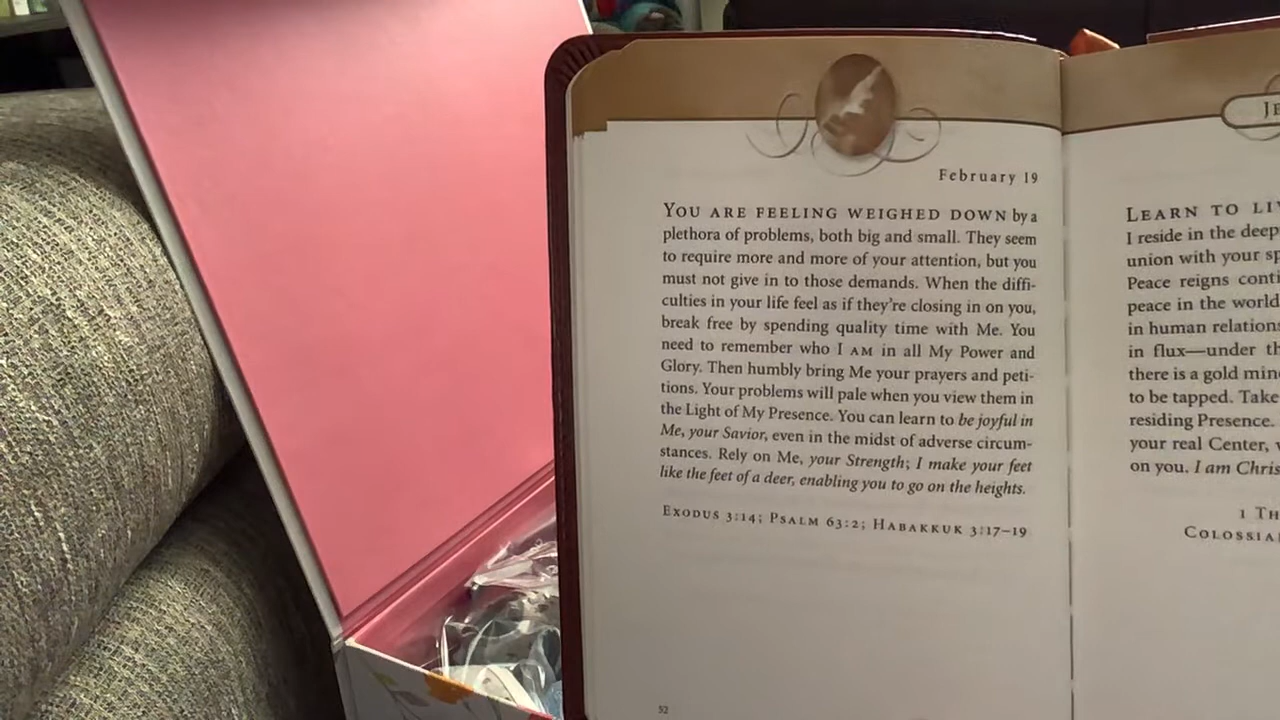 February 19
YOU ARE FEELING WEIGHED DOWN by a
plethora of problems, both big and small. They seem
to require more and more of your attention, but you
must not give in to those demands. When the diffi-
culties in your life feel as if they're closing in on you,
break free by spending quality time with Me. You
need to remember who I AM in all My Power and
Glory. Then humbly bring Me your prayers and peti-
tions. Your problems will pale when you view them in
the Light of My Presence. You can learn to be joyful in
Me, your Savior, even in the midst of adverse circum-
stances. Rely on Me, your Strength; I make your feet
like the feet of a deer, enabling you to go on the heights.
EXODUS 3:14; PSALM 63:2; HABAKKUK 3:17–19
52
LEARN TO
I reside in the deep
union with your
Peace reigns
peace in the world
in human
in flux—under
there is a gold
to be tapped. Take
residing Presence.
your real Center,
on you. I am
1